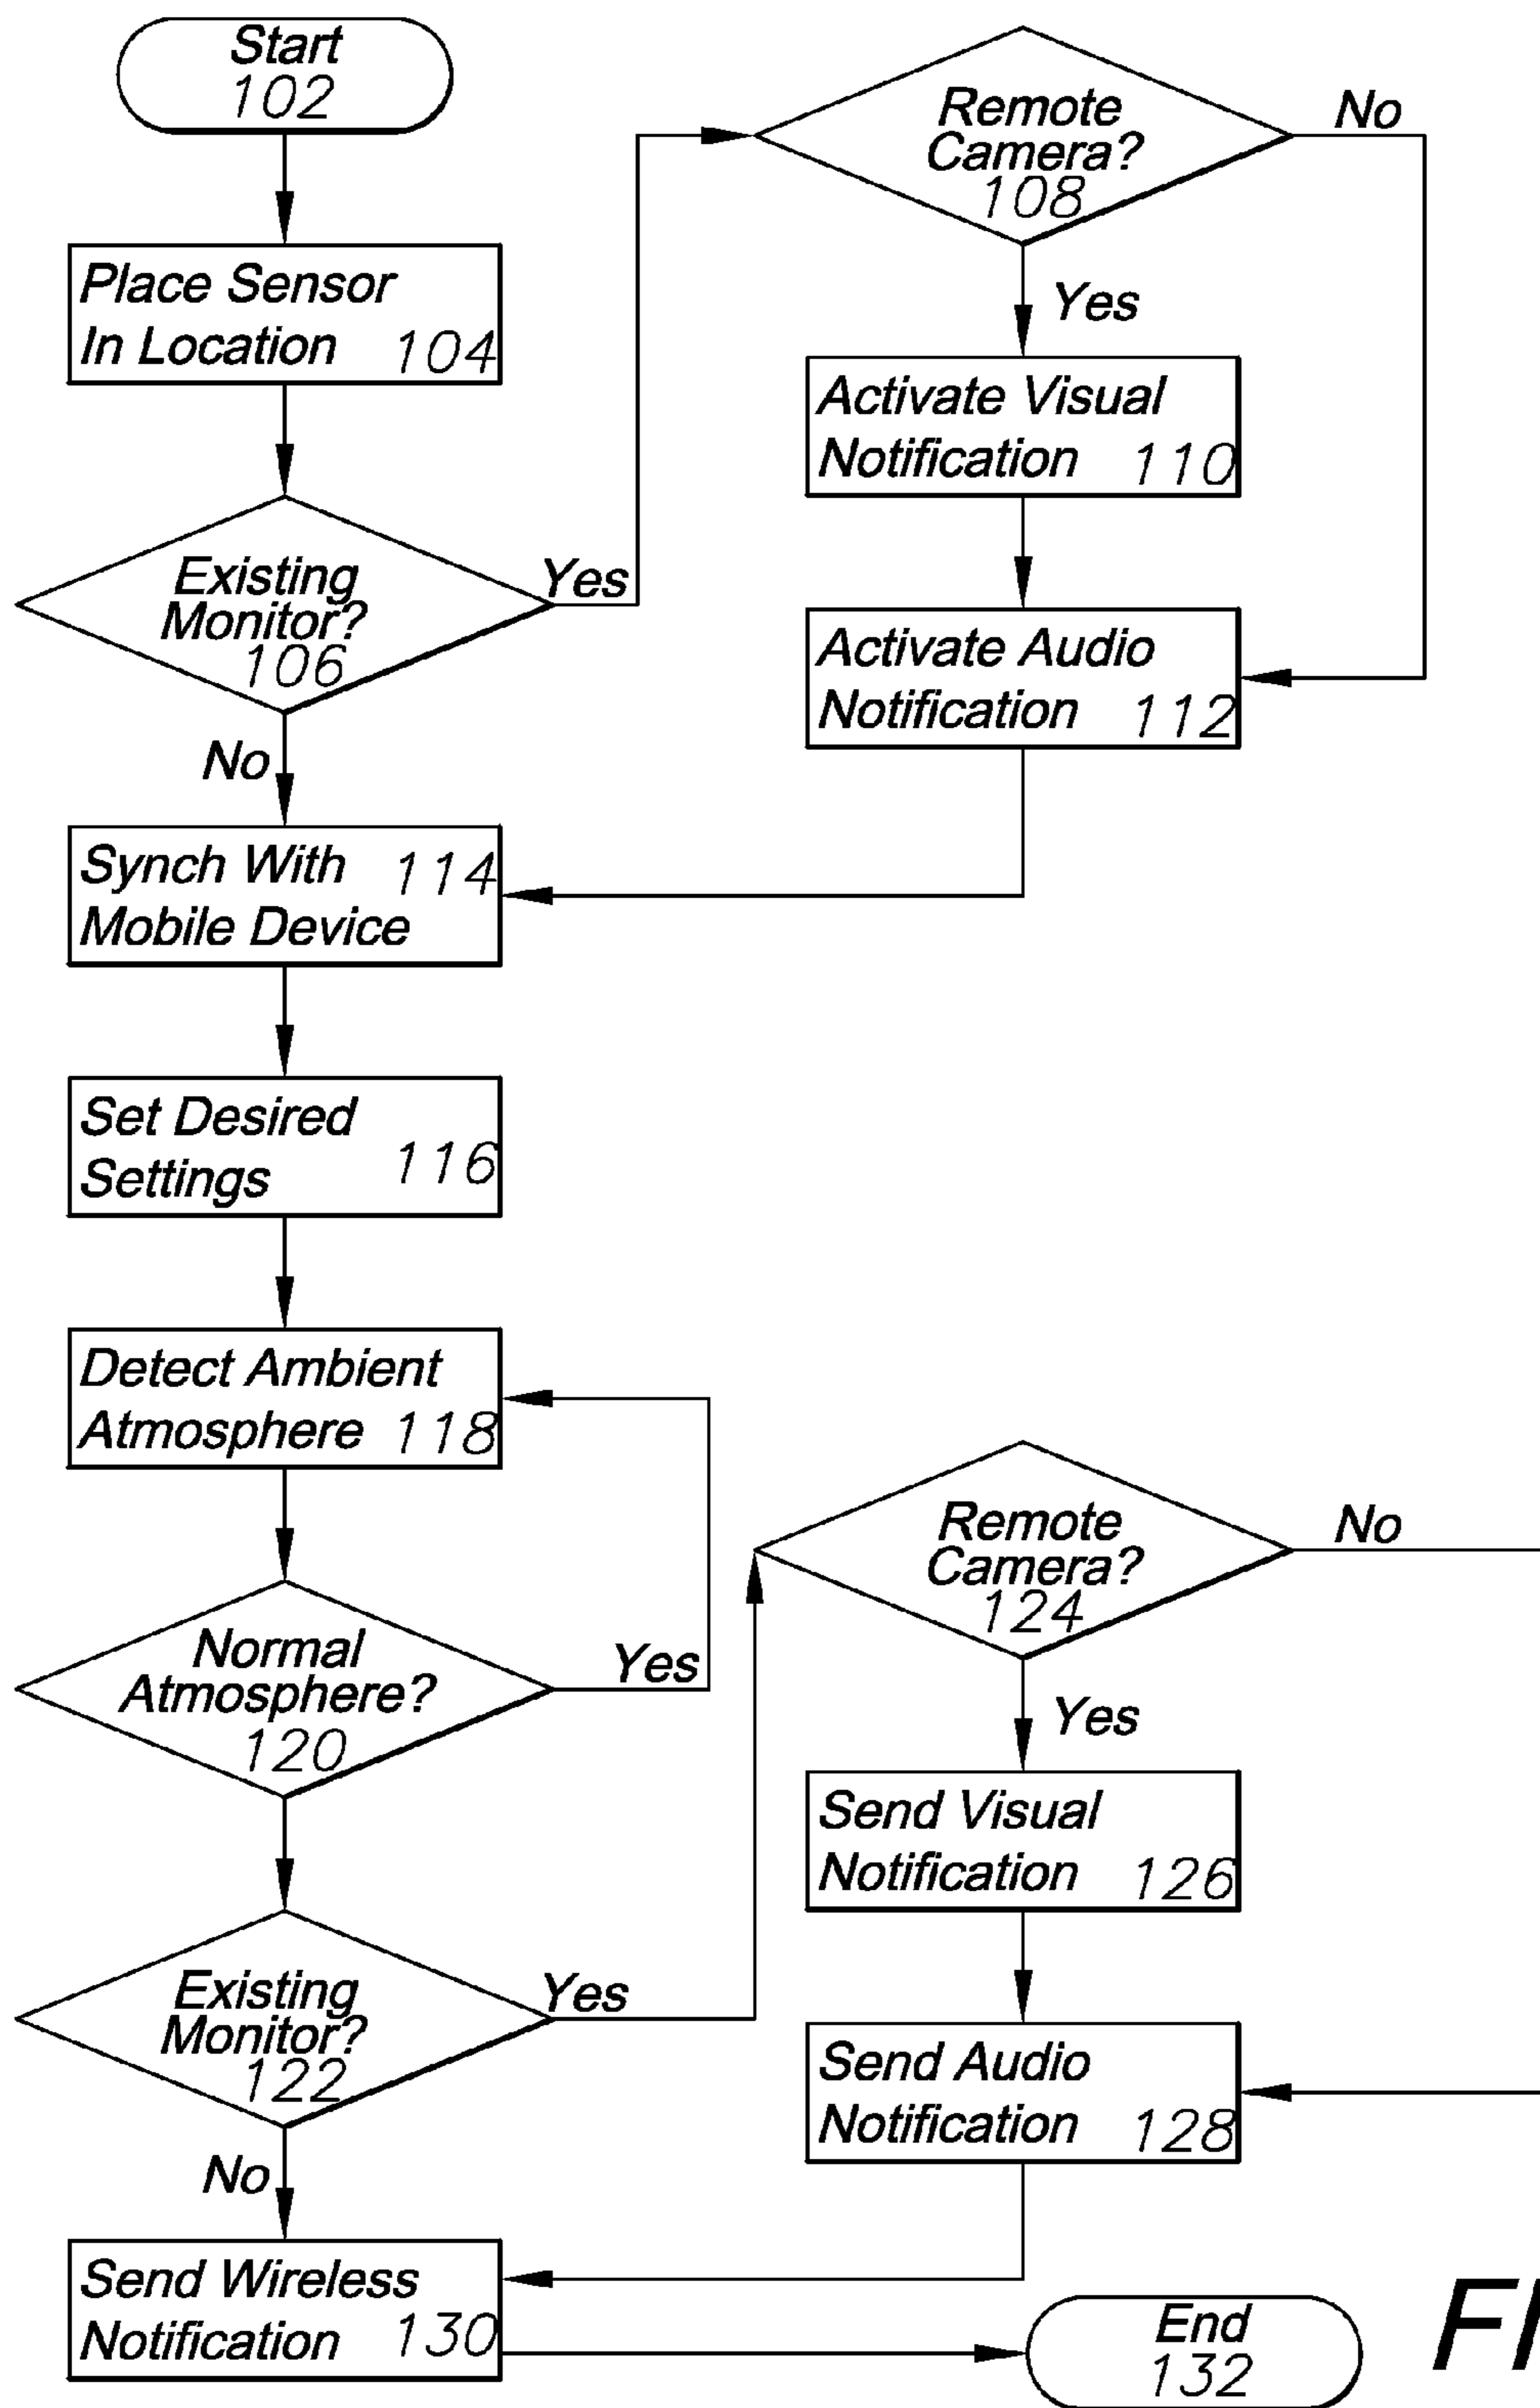 Start
102
Place Sensor
In Location 104
Existing
Monitor?
106
Yes
No
Remote
Camera?
108
No
Yes
Activate Visual
Notification 110
Activate Audio
Notification 112
Synch With 114
Mobile Device
Set Desired
Settings 116
Detect Ambient
Atmosphere 118
Normal
Atmosphere?
120
Yes
Existing
Monitor?
122
Yes
No
Remote
Camera?
124
No
Yes
Send Visual
Notification 126
Send Audio
Notification 128
Send Wireless
Notification 130
End
132
FI